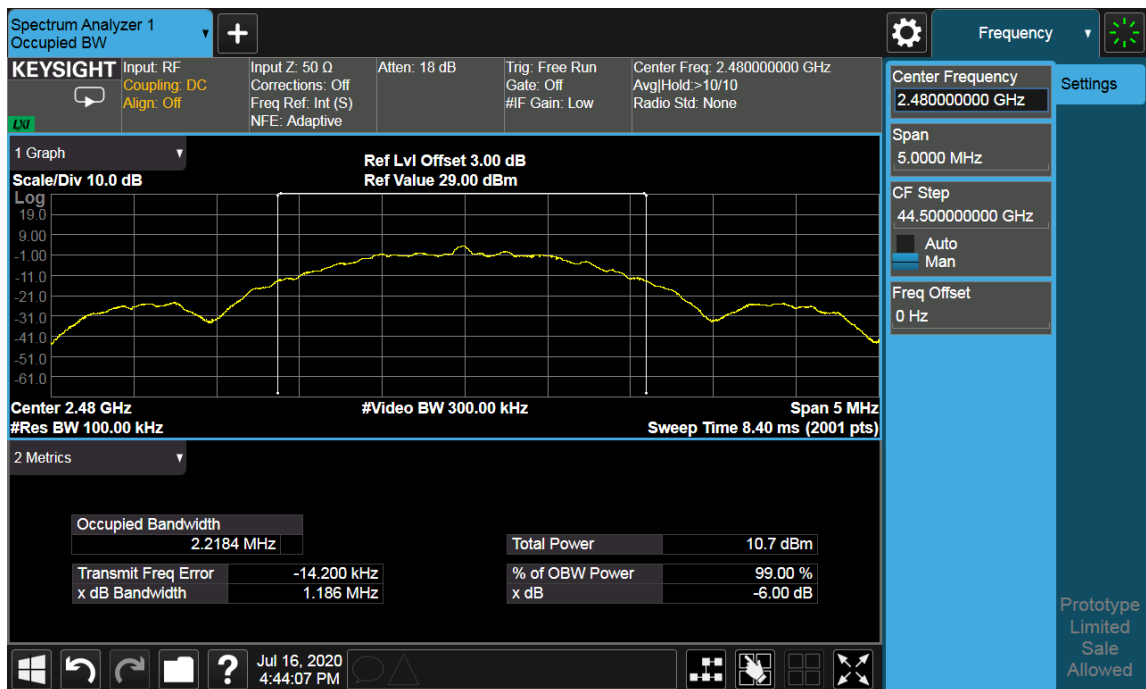 Spectrum Analyzer 1
Occupied BW
Frequency
KEYSIGHT
LXI
Input: RF
Coupling: DC
Align: Off
Input Z: 50 Ω
Corrections: Off
Freq Ref: Int (S)
NFE: Adaptive
Atten: 18 dB
Trig: Free Run
Gate: Off
#IF Gain: Low
Center Freq: 2.480000000 GHz
Avg|Hold:>10/10
Radio Std: None
Center Frequency
2.480000000 GHz
Settings
Span
5.0000 MHz
CF Step
44.500000000 GHz
Auto
Man
Freq Offset
0 Hz
1 Graph
Scale/Div 10.0 dB
Ref Lvl Offset 3.00 dB
Ref Value 29.00 dBm
Log
19.0
9.00
-1.00
-11.0
-21.0
-31.0
-41.0
-51.0
-61.0
Center 2.48 GHz
#Video BW 300.00 kHz
Span 5 MHz
#Res BW 100.00 kHz
Sweep Time 8.40 ms (2001 pts)
2 Metrics
Occupied Bandwidth
2.2184 MHz
Total Power 10.7 dBm
Transmit Freq Error -14.200 kHz
% of OBW Power 99.00 %
x dB Bandwidth 1.186 MHz
x dB -6.00 dB
Prototype
Limited
Sale
Allowed
?
Jul 16, 2020
4:44:07 PM